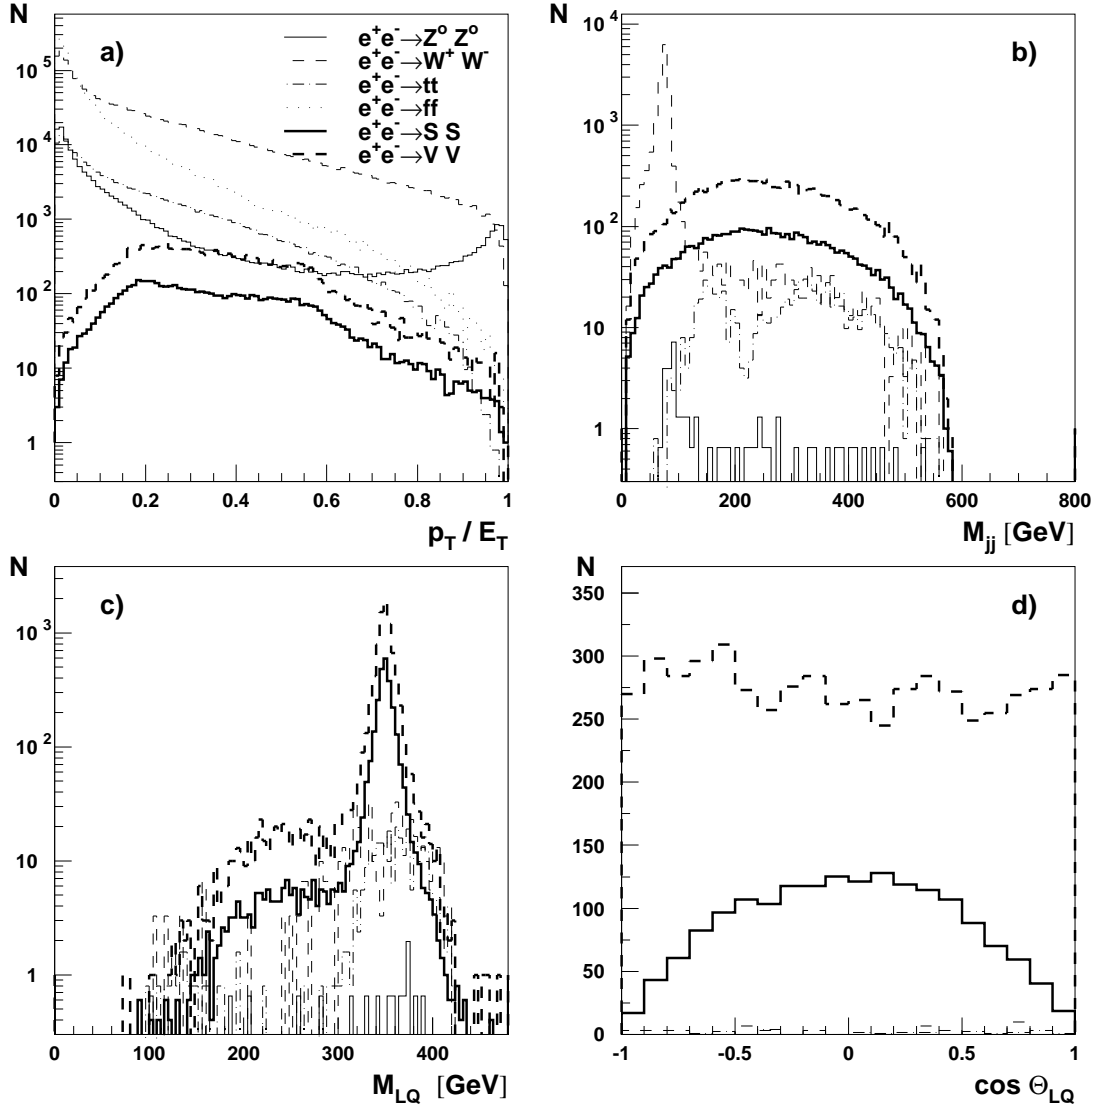 N
a)
e⁺e⁻→Z⁰ Z⁰
e⁺e⁻→W⁺ W⁻
e⁺e⁻→tt
e⁺e⁻→ff
e⁺e⁻→S S
e⁺e⁻→V V
10⁵
10⁴
10³
10²
10
1
0 0.2 0.4 0.6 0.8 1
p_T / E_T
N
b)
10⁴
10³
10²
10
1
0 200 400 600 800
M_jj [GeV]
N
c)
10³
10²
10
1
0 100 200 300 400
M_LQ [GeV]
N
d)
350
300
250
200
150
100
50
0
-1 -0.5 0 0.5 1
cos Θ_LQ